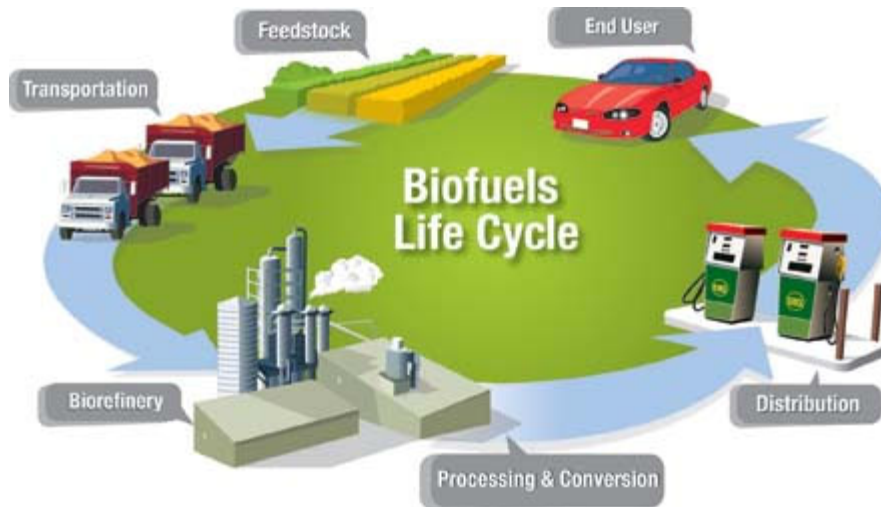 Feedstock
End User
Transportation
Biofuels
Life Cycle
Biorefinery
Distribution
Processing & Conversion